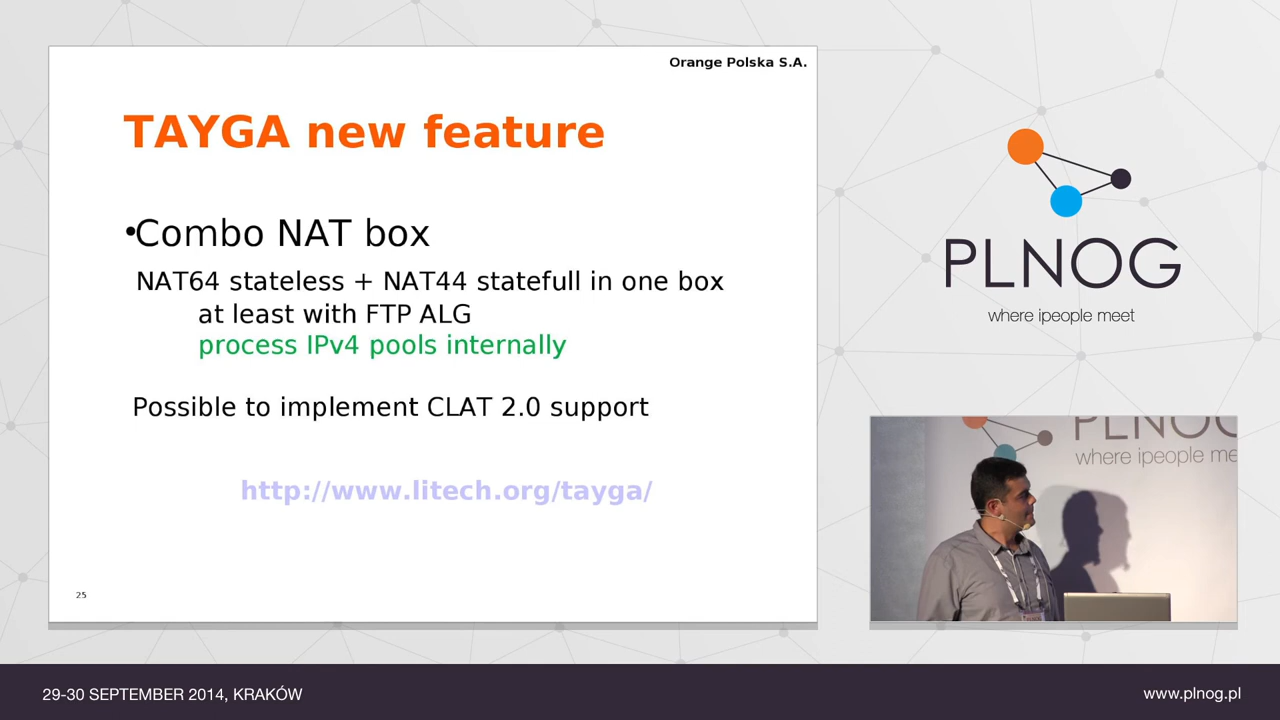 Orange Polska S.A.
TAYGA new feature
•Combo NAT box
NAT64 stateless + NAT44 statefull in one box
at least with FTP ALG
process IPv4 pools internally
Possible to implement CLAT 2.0 support
http://www.litech.org/tayga/
25
PLNOG
where ipeople meet
PLNOG
where ipeople me
29-30 SEPTEMBER 2014, KRAKÓW
www.plnog.pl